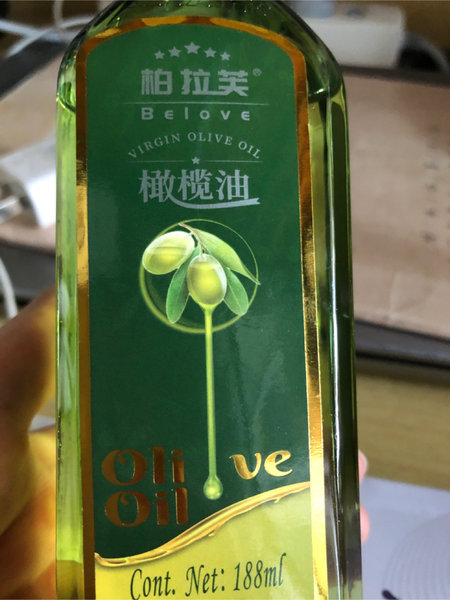 柏拉芙®
Belove
VIRGIN OLIVE OIL
橄榄油
Olive
Oil
Cont. Net: 188ml